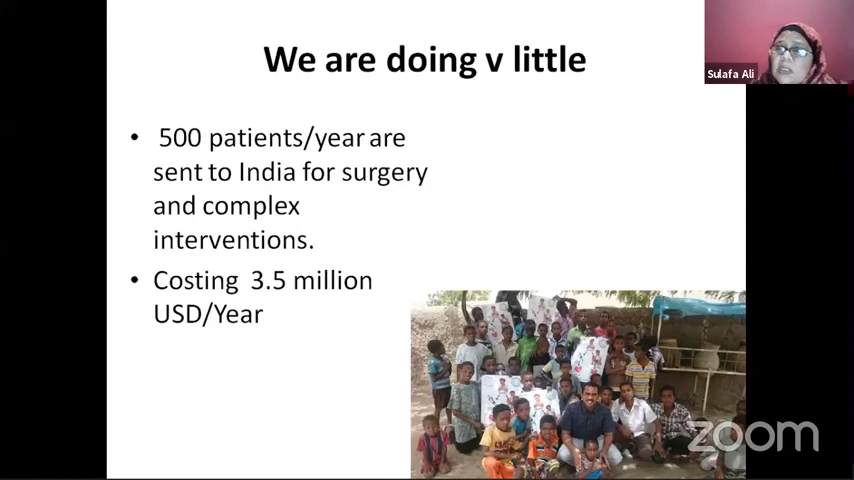 We are doing v little
Sulafa Ali
• 500 patients/year are
sent to India for surgery
and complex
interventions.
• Costing 3.5 million
USD/Year
zoom